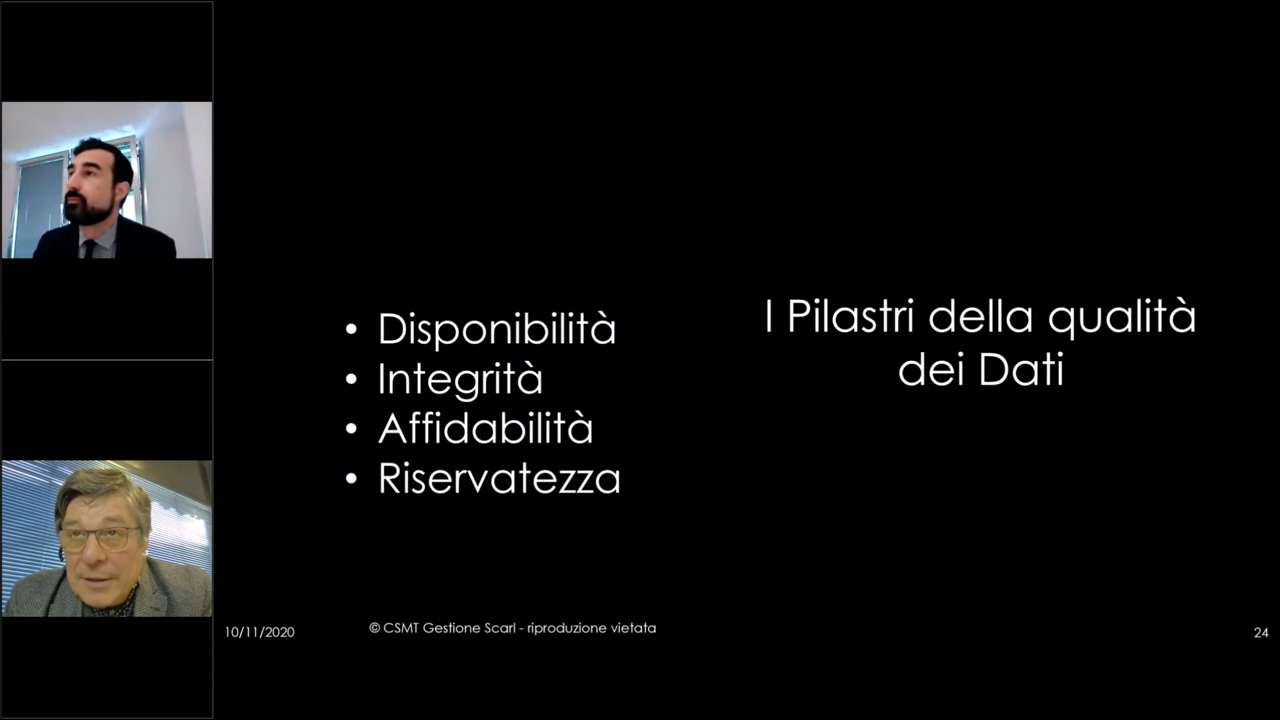 I Pilastri della qualità
dei Dati
• Disponibilità
• Integrità
• Affidabilità
• Riservatezza
10/11/2020
© CSMT Gestione Scarl - riproduzione vietata
24